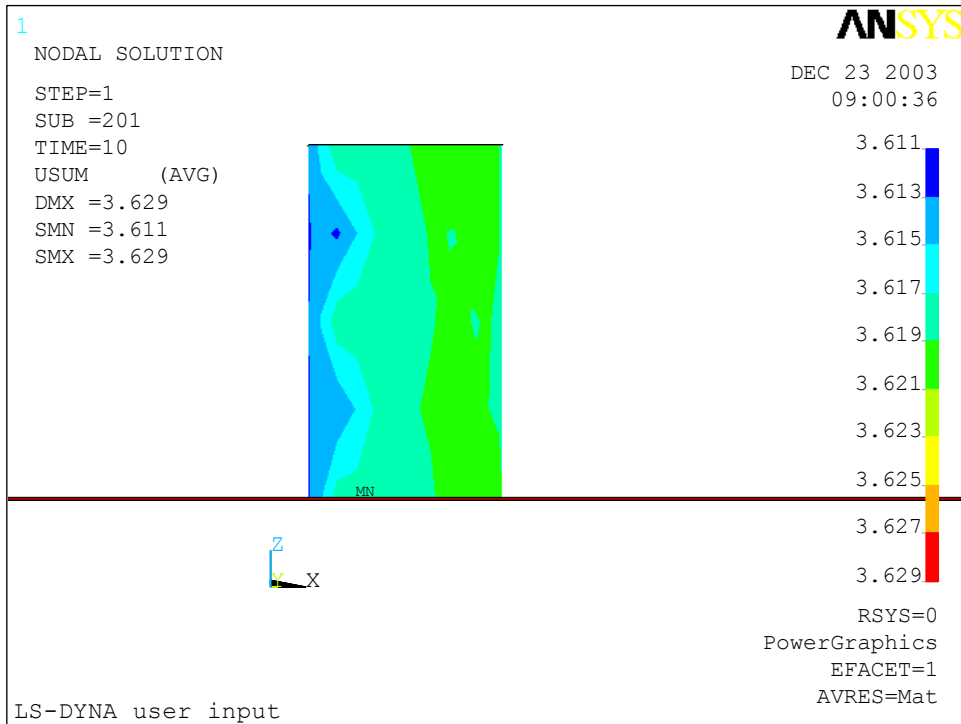 1
ANSYS
NODAL SOLUTION
STEP=1
SUB =201
TIME=10
USUM (AVG)
DMX =3.629
SMN =3.611
SMX =3.629
DEC 23 2003
09:00:36
3.611
3.613
3.615
3.617
3.619
3.621
3.623
3.625
3.627
3.629
MN
Z
Y
X
RSYS=0
PowerGraphics
EFACET=1
AVRES=Mat
LS-DYNA user input